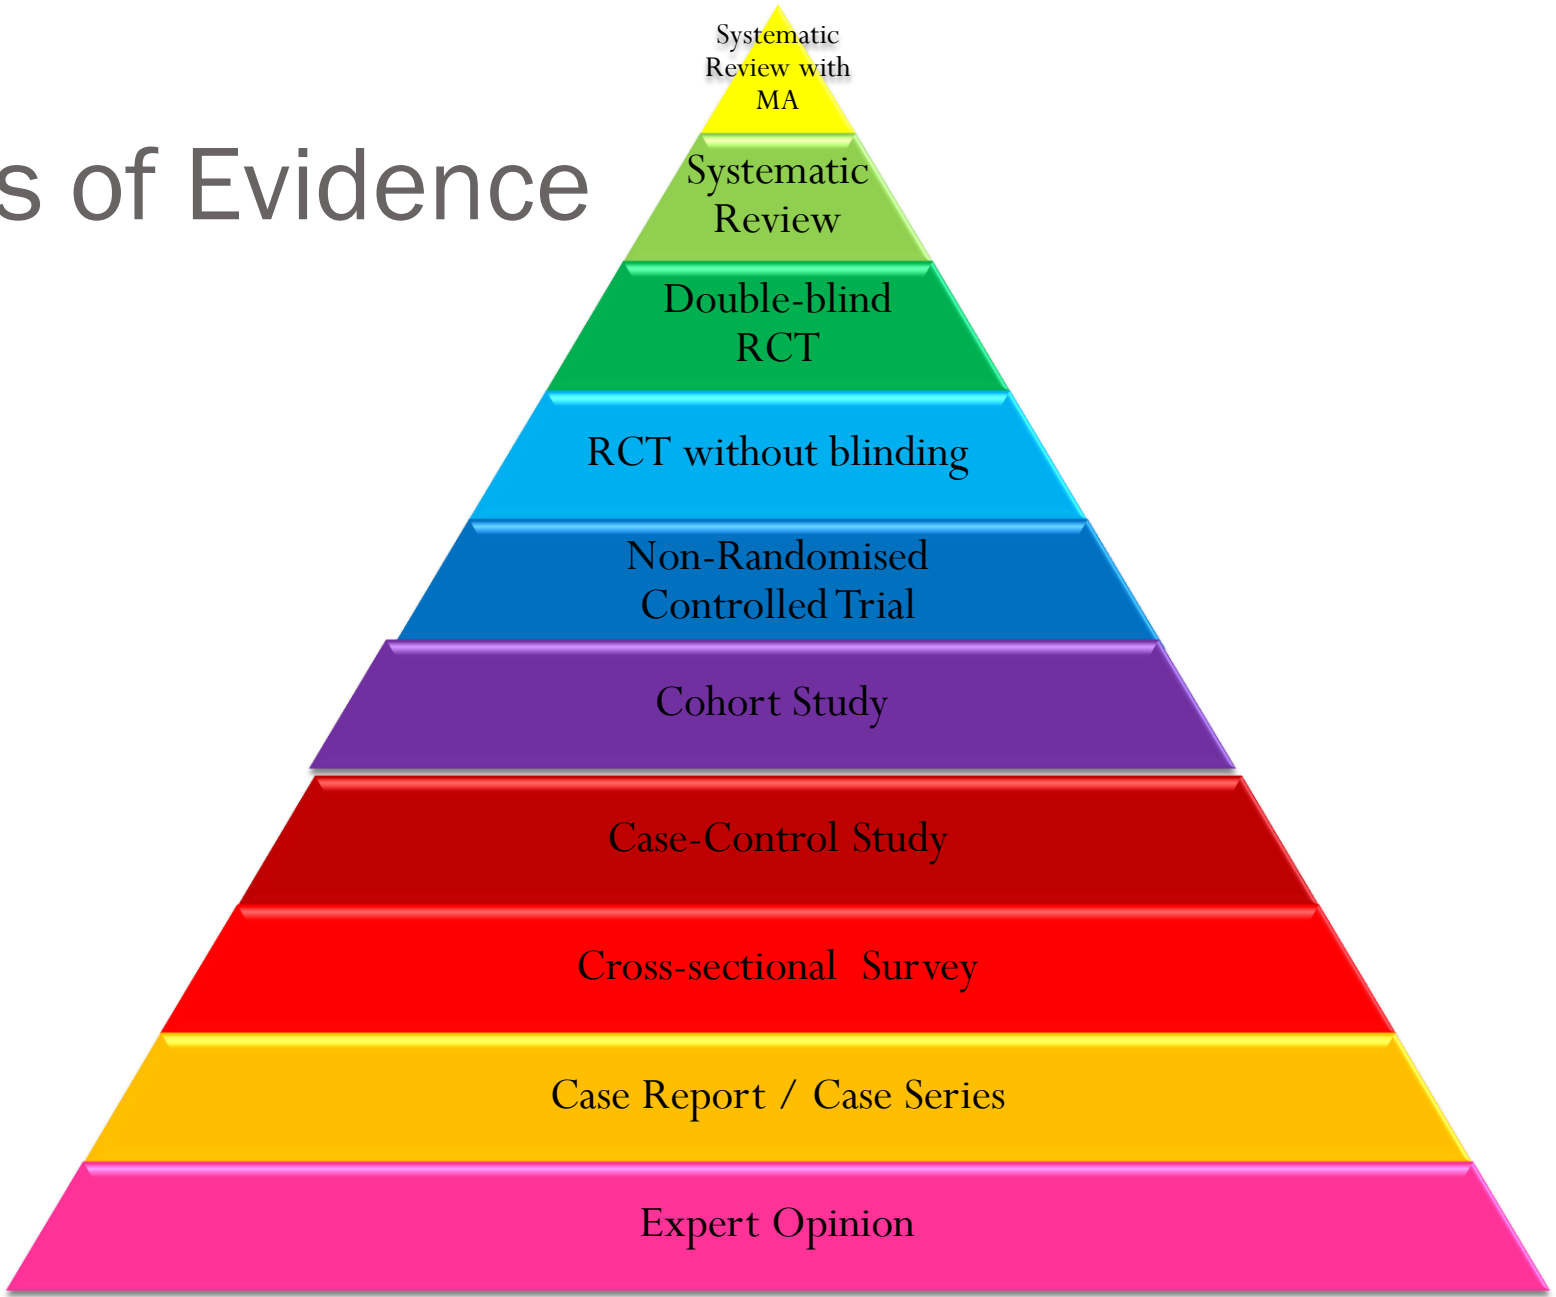 Systematic
Review with
MA
s of Evidence
Systematic
Review
Double-blind
RCT
RCT without blinding
Non-Randomised
Controlled Trial
Cohort Study
Case-Control Study
Cross-sectional Survey
Case Report / Case Series
Expert Opinion